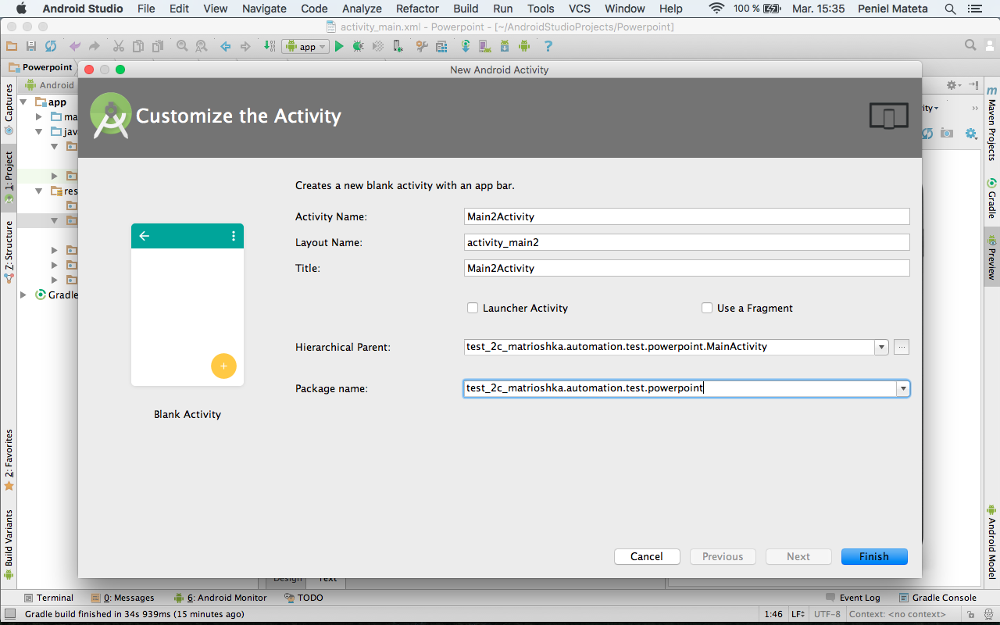 Android Studio File Edit View Navigate Code Analyze Refactor Build Run Tools VCS Window Help 100 % Mar. 15:35 Peniel Mateta
activity_main.xml - Powerpoint - [~/AndroidStudioProjects/Powerpoint]
app
Powerpoint
New Android Activity
Android
Customize the Activity
app
ma
jav
res
Gradle
Captures
1: Project
Z: Structure
2: Favorites
Build Variants
Creates a new blank activity with an app bar.
Activity Name: Main2Activity
Layout Name: activity_main2
Title: Main2Activity
Launcher Activity Use a Fragment
Hierarchical Parent: test_2c_matrioshka.automation.test.powerpoint.MainActivity
Package name: test_2c_matrioshka.automation.test.powerpoint
Blank Activity
Cancel Previous Next Finish
ity
Maven Projects
Gradle
Preview
Android Model
Design Text
Terminal 0: Messages 6: Android Monitor TODO Event Log Gradle Console
Gradle build finished in 34s 939ms (15 minutes ago) 1:46 LF UTF-8 Context: <no context>